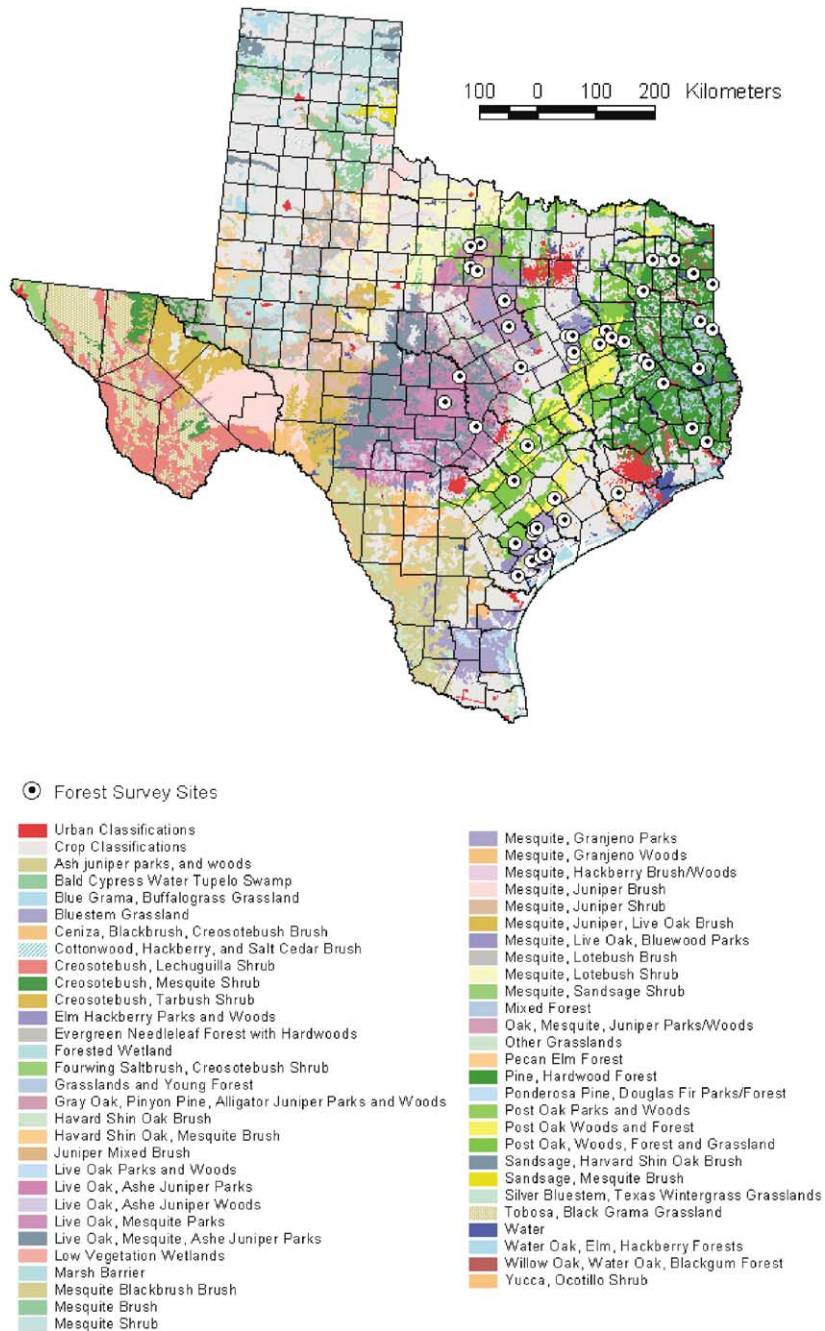 100 0 100 200 Kilometers
Forest Survey Sites
Urban Classifications
Crop Classifications
Ash juniper parks, and woods
Bald Cypress Water Tupelo Swamp
Blue Grama, Buffalograss Grassland
Bluestem Grassland
Ceniza, Blackbrush, Creosotebush Brush
Cottonwood, Hackberry, and Salt Cedar Brush
Creosotebush, Lechuguilla Shrub
Creosotebush, Mesquite Shrub
Creosotebush, Tarbush Shrub
Elm Hackberry Parks and Woods
Evergreen Needleleaf Forest with Hardwoods
Forested Wetland
Fourwing Saltbrush, Creosotebush Shrub
Grasslands and Young Forest
Gray Oak, Pinyon Pine, Alligator Juniper Parks and Woods
Havard Shin Oak Brush
Havard Shin Oak, Mesquite Brush
Juniper Mixed Brush
Live Oak Parks and Woods
Live Oak, Ashe Juniper Parks
Live Oak, Ashe Juniper Woods
Live Oak, Mesquite Parks
Live Oak, Mesquite, Ashe Juniper Parks
Low Vegetation Wetlands
Marsh Barrier
Mesquite Blackbrush Brush
Mesquite Brush
Mesquite Shrub
Mesquite, Granjeno Parks
Mesquite, Granjeno Woods
Mesquite, Hackberry Brush/Woods
Mesquite, Juniper Brush
Mesquite, Juniper Shrub
Mesquite, Juniper, Live Oak Brush
Mesquite, Live Oak, Bluewood Parks
Mesquite, Lotebush Brush
Mesquite, Lotebush Shrub
Mesquite, Sandsage Shrub
Mixed Forest
Oak, Mesquite, Juniper Parks/Woods
Other Grasslands
Pecan Elm Forest
Pine, Hardwood Forest
Ponderosa Pine, Douglas Fir Parks/Forest
Post Oak Parks and Woods
Post Oak Woods and Forest
Post Oak, Woods, Forest and Grassland
Sandsage, Harvard Shin Oak Brush
Sandsage, Mesquite Brush
Silver Bluestem, Texas Wintergrass Grasslands
Tobosa, Black Grama Grassland
Water
Water Oak, Elm, Hackberry Forests
Willow Oak, Water Oak, Blackgum Forest
Yucca, Ocotillo Shrub